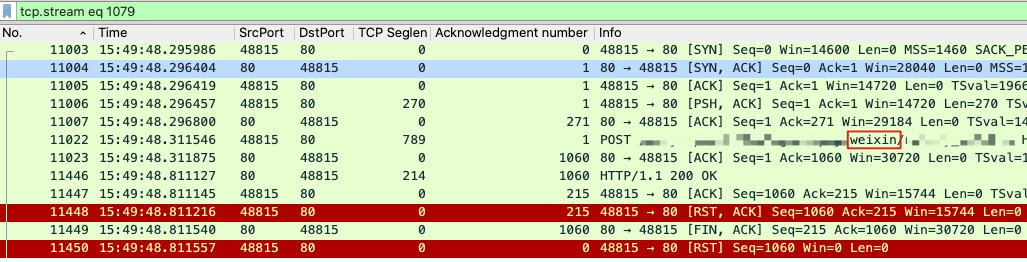 tcp.stream eq 1079
No. Time SrcPort DstPort TCP Seglen Acknowledgment number Info
11003 15:49:48.295986 48815 80 0 0 48815 → 80 [SYN] Seq=0 Win=14600 Len=0 MSS=1460 SACK_PE
11004 15:49:48.296404 80 48815 0 1 80 → 48815 [SYN, ACK] Seq=0 Ack=1 Win=28040 Len=0 MSS=1
11005 15:49:48.296419 48815 80 0 1 48815 → 80 [ACK] Seq=1 Ack=1 Win=14720 Len=0 TSval=1966
11006 15:49:48.296457 48815 80 270 1 48815 → 80 [PSH, ACK] Seq=1 Ack=1 Win=14720 Len=270 TS
11007 15:49:48.296800 80 48815 0 271 80 → 48815 [ACK] Seq=1 Ack=271 Win=29184 Len=0 TSval=14
11022 15:49:48.311546 48815 80 789 1 POST weixin/
11023 15:49:48.311875 80 48815 0 1060 80 → 48815 [ACK] Seq=1 Ack=1060 Win=30720 Len=0 TSval=1
11446 15:49:48.811127 80 48815 214 1060 HTTP/1.1 200 OK
11447 15:49:48.811145 48815 80 0 215 48815 → 80 [ACK] Seq=1060 Ack=215 Win=15744 Len=0 TSval
11448 15:49:48.811216 48815 80 0 215 48815 → 80 [RST, ACK] Seq=1060 Ack=215 Win=15744 Len=0
11449 15:49:48.811540 80 48815 0 1060 80 → 48815 [FIN, ACK] Seq=215 Ack=1060 Win=30720 Len=0
11450 15:49:48.811557 48815 80 0 0 48815 → 80 [RST] Seq=1060 Win=0 Len=0